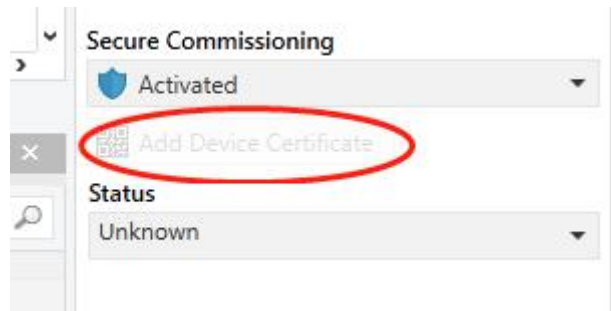 Secure Commissioning
Activated
Add Device Certificate
Status
Unknown